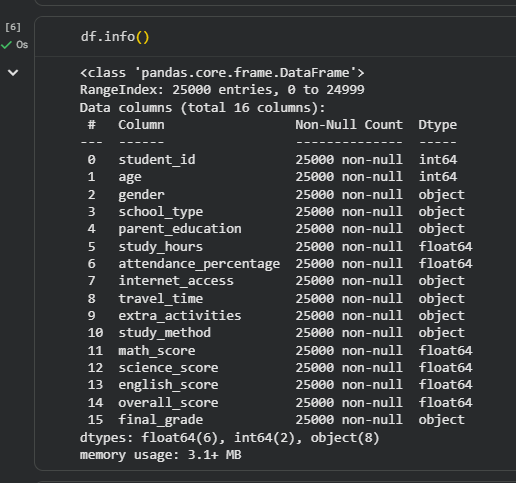 [6]
0s
df.info()
<class 'pandas.core.frame.DataFrame'>
RangeIndex: 25000 entries, 0 to 24999
Data columns (total 16 columns):
 #   Column                 Non-Null Count  Dtype
---  ------                 --------------  -----
 0   student_id             25000 non-null  int64
 1   age                    25000 non-null  int64
 2   gender                 25000 non-null  object
 3   school_type            25000 non-null  object
 4   parent_education       25000 non-null  object
 5   study_hours            25000 non-null  float64
 6   attendance_percentage  25000 non-null  float64
 7   internet_access        25000 non-null  object
 8   travel_time            25000 non-null  object
 9   extra_activities       25000 non-null  object
 10  study_method           25000 non-null  object
 11  math_score             25000 non-null  float64
 12  science_score          25000 non-null  float64
 13  english_score          25000 non-null  float64
 14  overall_score          25000 non-null  float64
 15  final_grade            25000 non-null  object
dtypes: float64(6), int64(2), object(8)
memory usage: 3.1+ MB